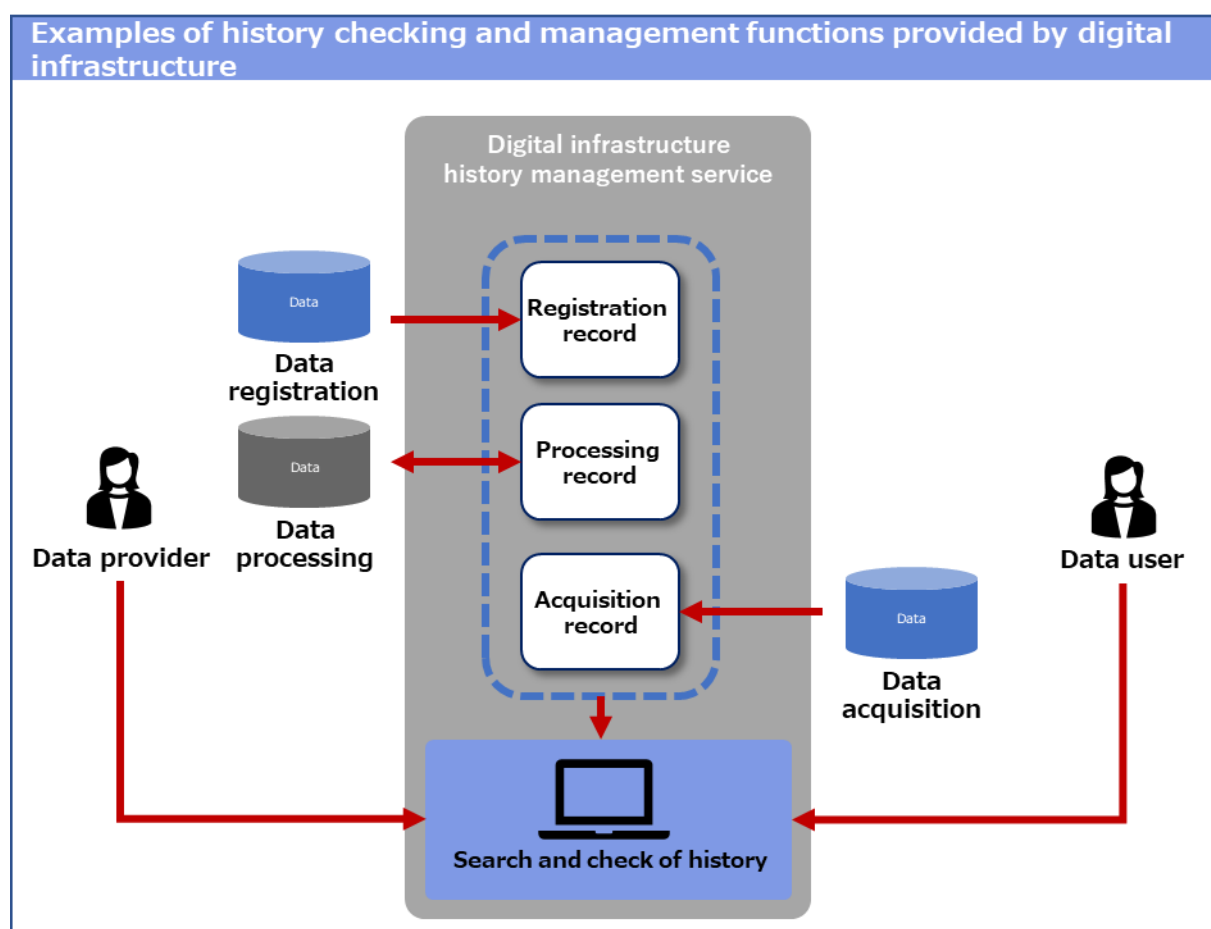 Examples of history checking and management functions provided by digital
infrastructure
Digital infrastructure
history management service
Data
Data
registration
Registration
record
Data
Data
processing
Processing
record
Data provider
Acquisition
record
Data
Data
acquisition
Data user
Search and check of history